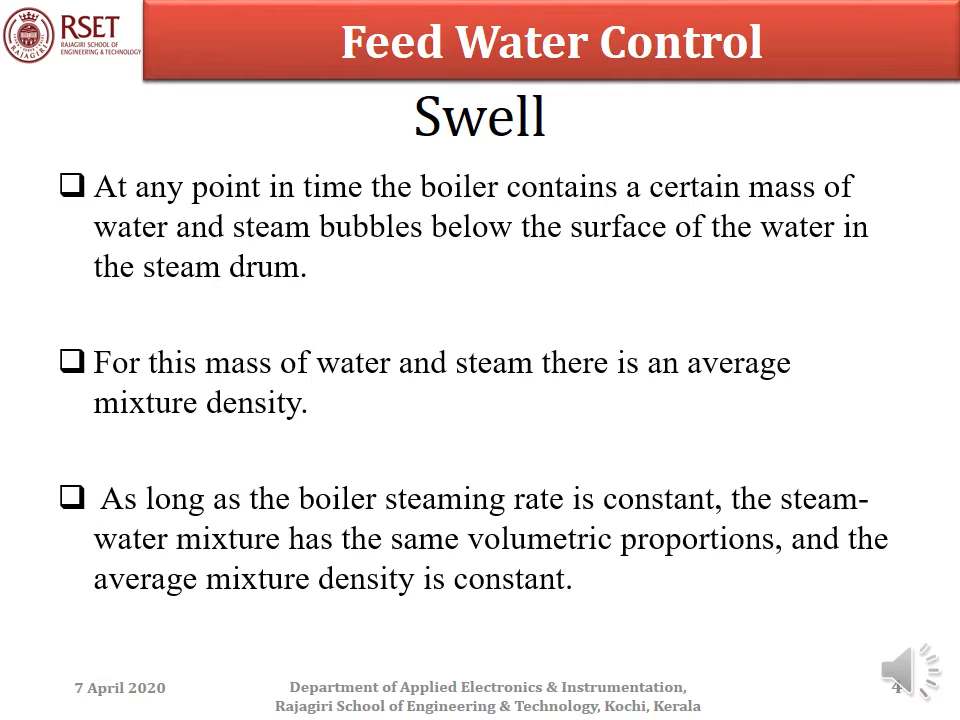 RSET
RAJAGIRI SCHOOL OF
ENGINEERING & TECHNOLOGY
RAJAGIRI
Feed Water Control
Swell
At any point in time the boiler contains a certain mass of
water and steam bubbles below the surface of the water in
the steam drum.
For this mass of water and steam there is an average
mixture density.
As long as the boiler steaming rate is constant, the steam-
water mixture has the same volumetric proportions, and the
average mixture density is constant.
7 April 2020
Department of Applied Electronics & Instrumentation,
Rajagiri School of Engineering & Technology, Kochi, Kerala
4